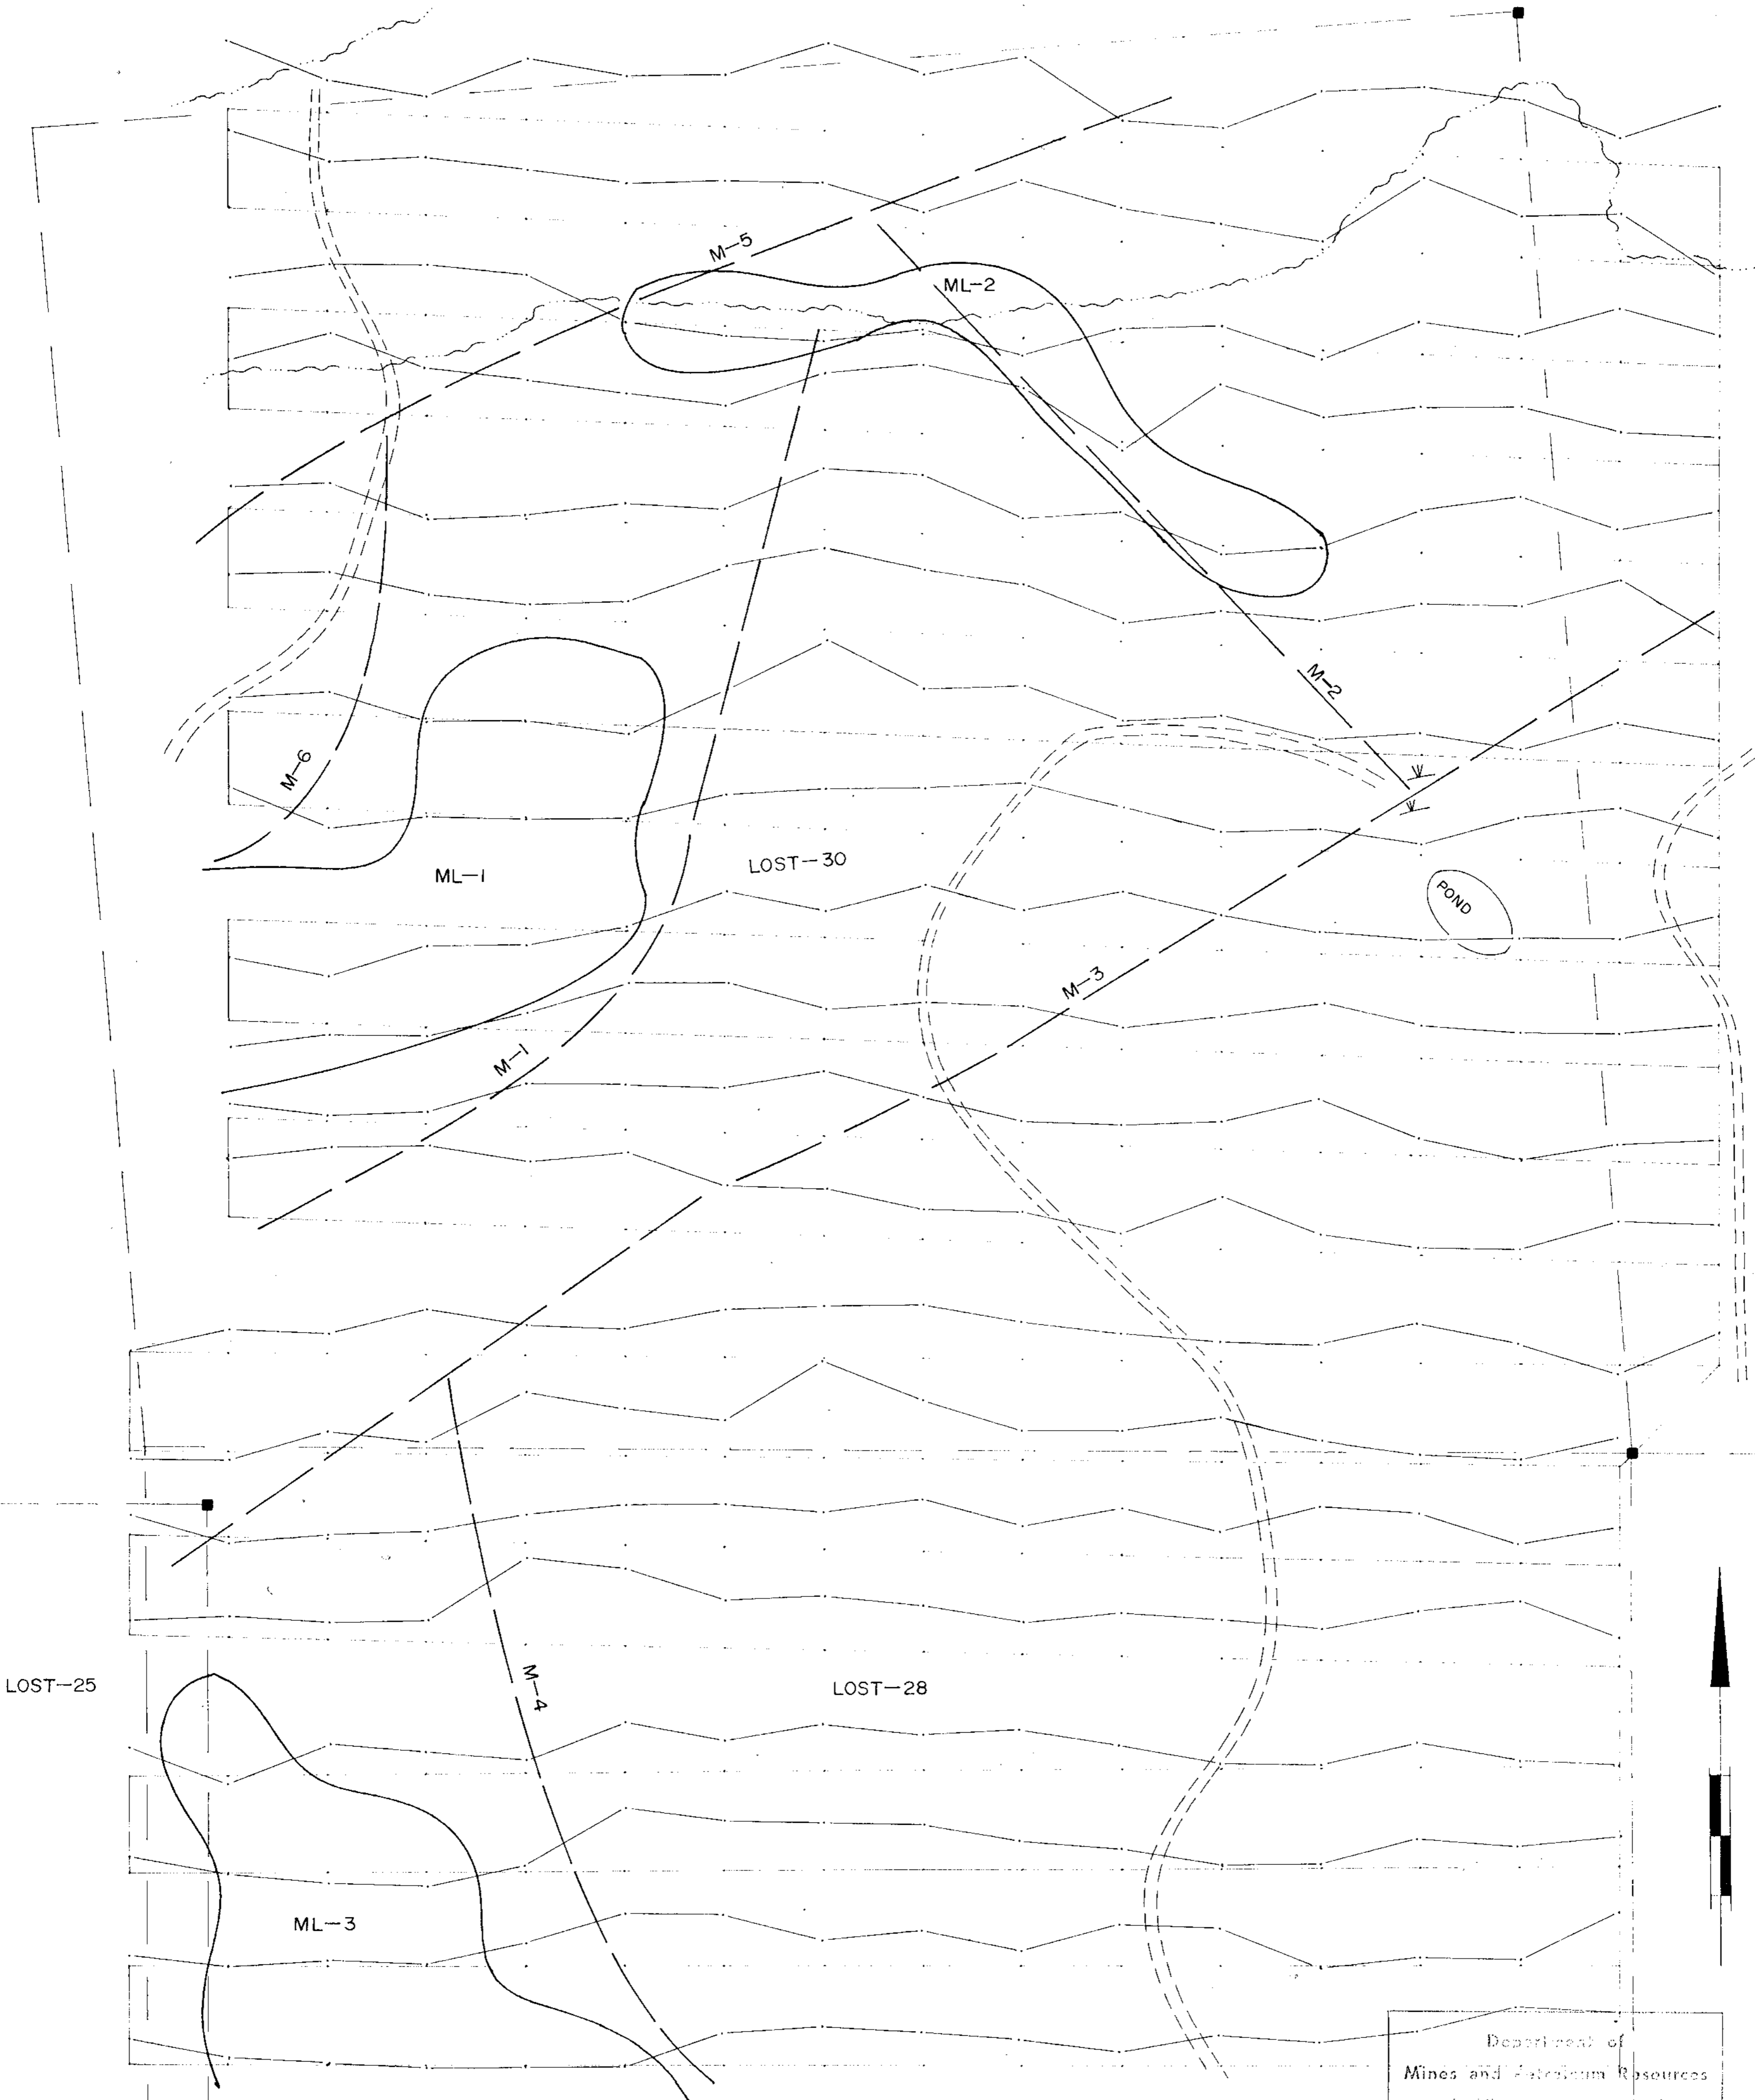 M-5
ML-2
M-2
M-6
LOST-30
ML-1
POND
M-3
M-1
LOST-25
M-4
LOST-28
ML-3
Department of
Mines and Petroleum Resources